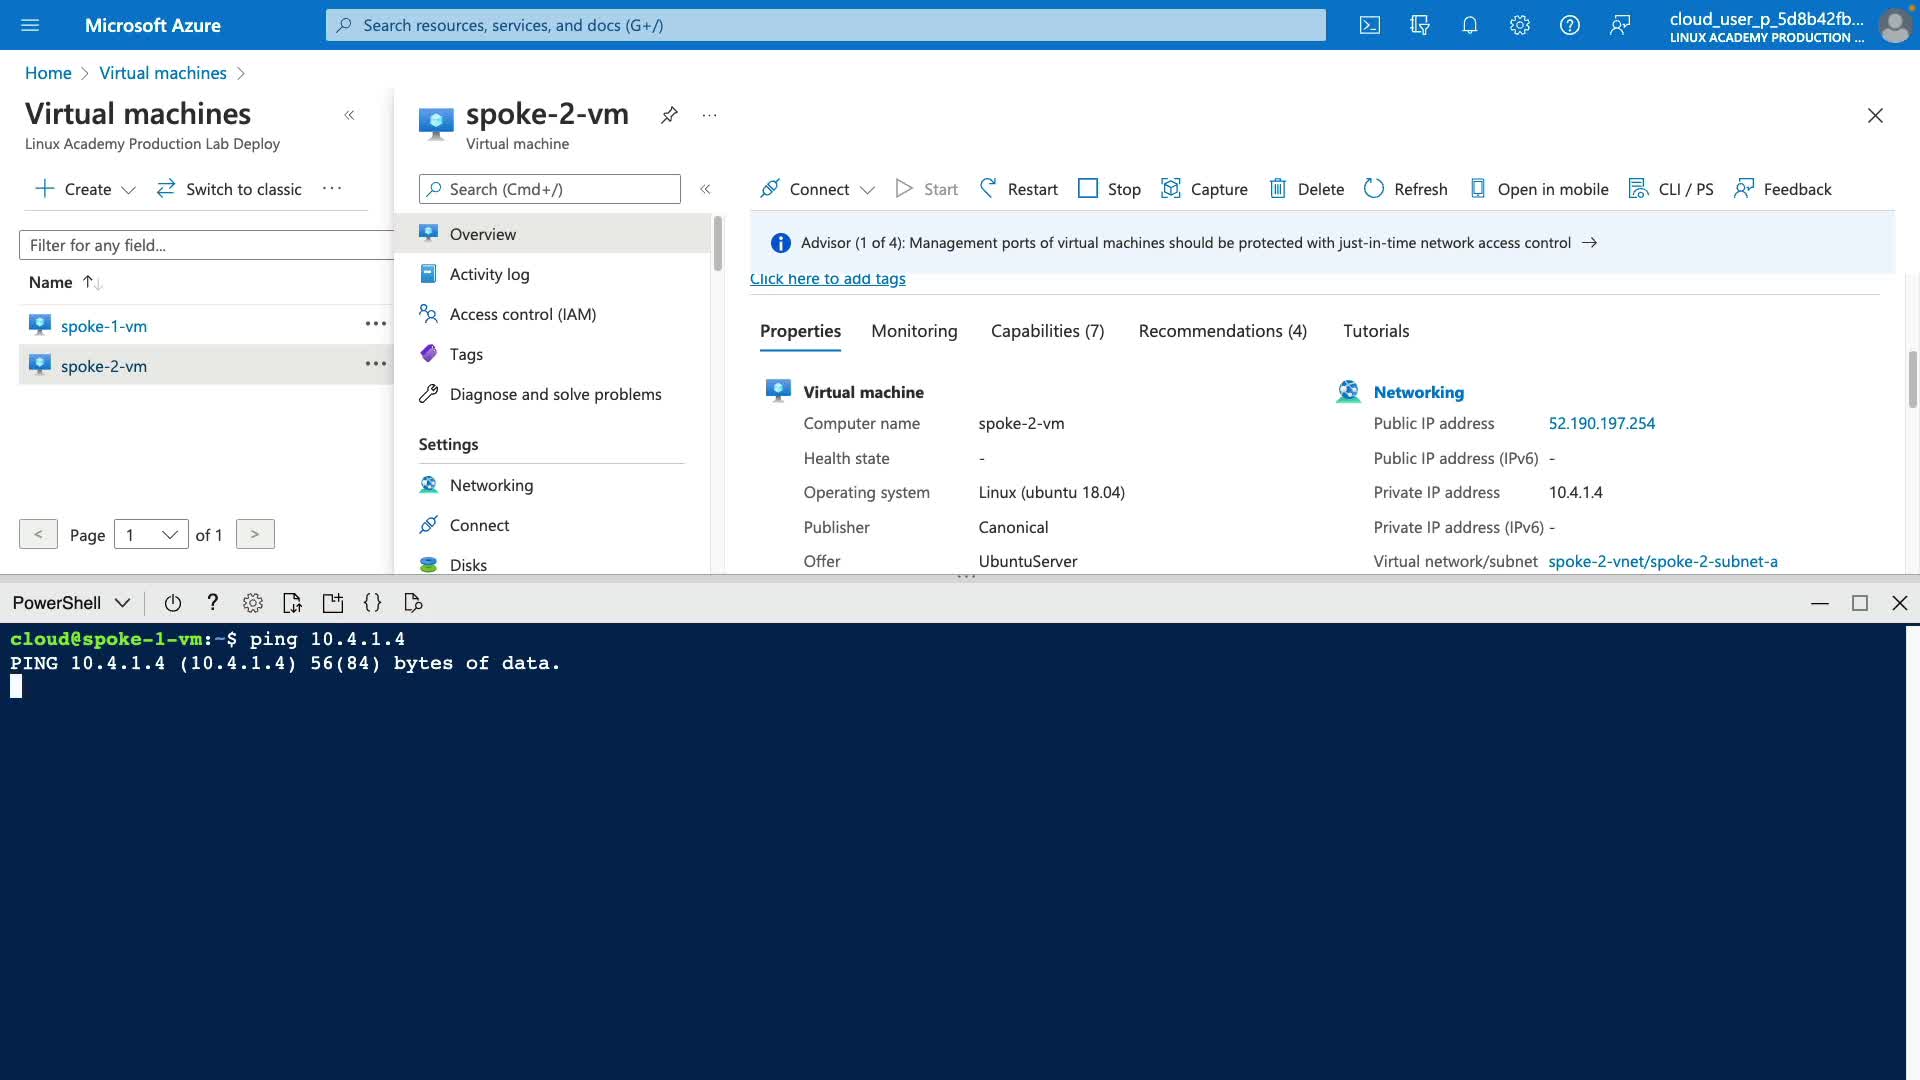 Microsoft Azure
Search resources, services, and docs (G+/)
cloud_user_p_5d8b42fb...
LINUX ACADEMY PRODUCTION ...
Home
Virtual machines
Virtual machines
Linux Academy Production Lab Deploy
Create
Switch to classic
Filter for any field...
Name
spoke-1-vm
spoke-2-vm
< Page 1 of 1 >
spoke-2-vm
Virtual machine
Search (Cmd+/)
Overview
Activity log
Access control (IAM)
Tags
Diagnose and solve problems
Settings
Networking
Connect
Disks
Connect Start Restart Stop Capture Delete Refresh Open in mobile CLI / PS Feedback
Advisor (1 of 4): Management ports of virtual machines should be protected with just-in-time network access control →
Click here to add tags
Properties Monitoring Capabilities (7) Recommendations (4) Tutorials
Virtual machine
Computer name spoke-2-vm
Health state -
Operating system Linux (ubuntu 18.04)
Publisher Canonical
Offer UbuntuServer
Networking
Public IP address 52.190.197.254
Public IP address (IPv6) -
Private IP address 10.4.1.4
Private IP address (IPv6) -
Virtual network/subnet spoke-2-vnet/spoke-2-subnet-a
PowerShell
cloud@spoke-1-vm:~$ ping 10.4.1.4
PING 10.4.1.4 (10.4.1.4) 56(84) bytes of data.